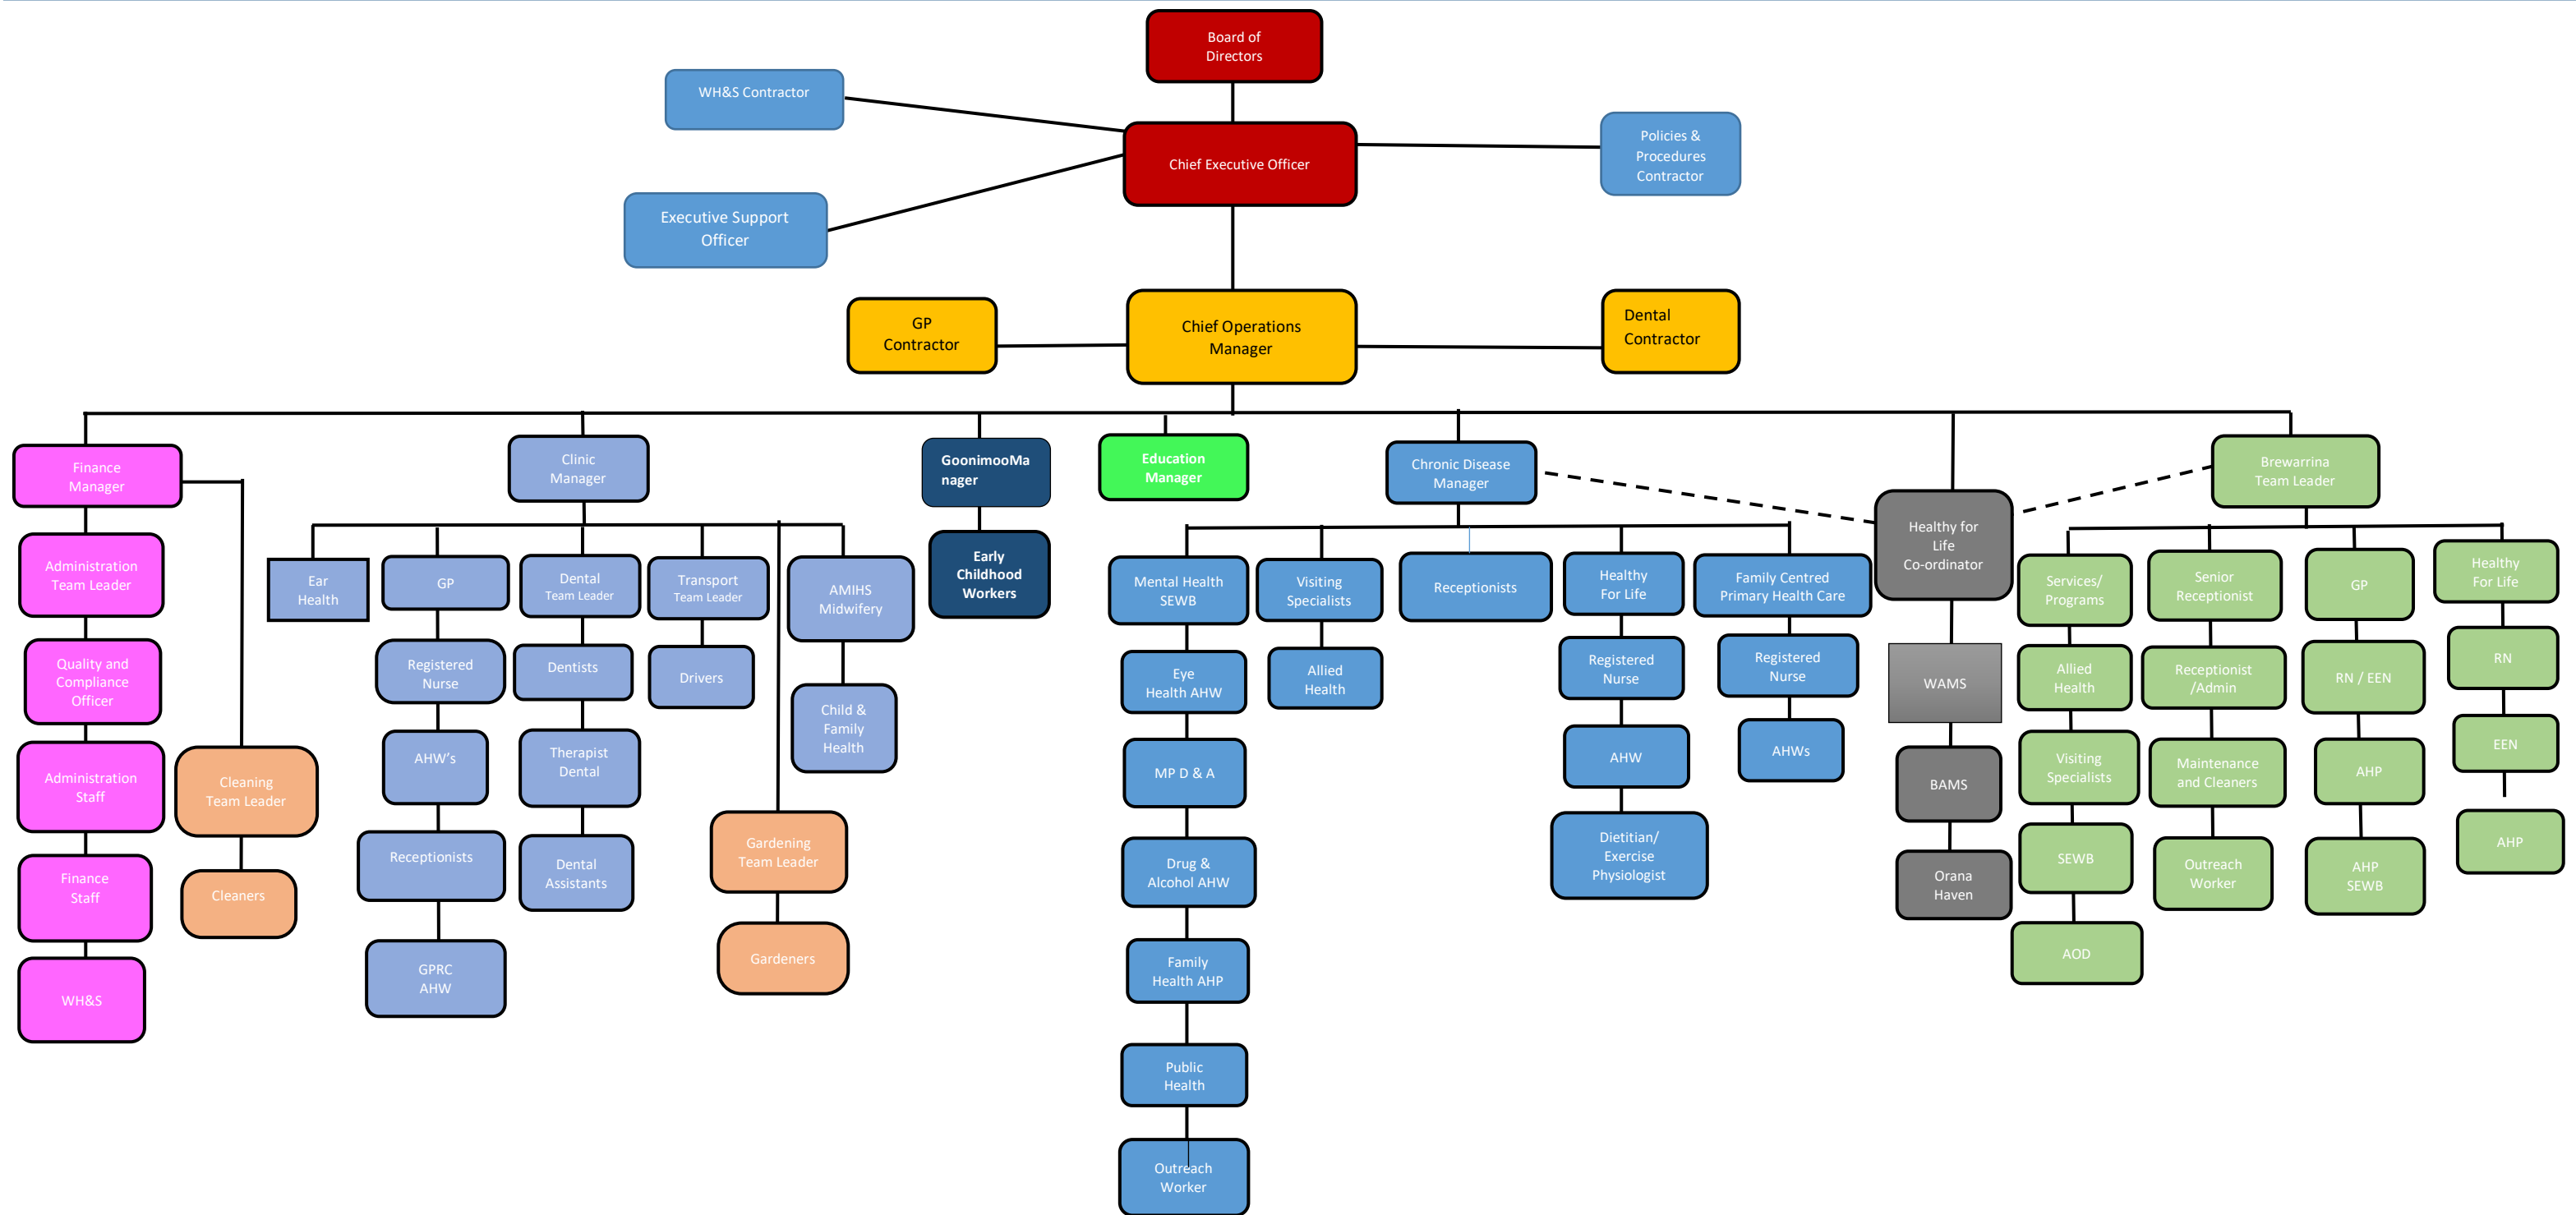 Board of
Directors
WH&S Contractor
Policies &
Procedures
Contractor
Chief Executive Officer
Executive Support
Officer
GP
Contractor
Chief Operations
Manager
Dental
Contractor
Finance
Manager
Clinic
Manager
GoonimooMa
nager
Education
Manager
Chronic Disease
Manager
Brewarrina
Team Leader
Healthy for
Life
Co-ordinator
Administration
Team Leader
Quality and
Compliance
Officer
Administration
Staff
Finance
Staff
WH&S
Cleaning
Team Leader
Cleaners
Ear
Health
GP
Registered
Nurse
AHW's
Receptionists
GPRC
AHW
Dental
Team Leader
Dentists
Therapist
Dental
Dental
Assistants
Transport
Team Leader
Drivers
Gardening
Team Leader
Gardeners
AMIHS
Midwifery
Child &
Family
Health
Early
Childhood
Workers
Mental Health
SEWB
Eye
Health AHW
MP D & A
Drug &
Alcohol AHW
Family
Health AHP
Public
Health
Outreach
Worker
Visiting
Specialists
Allied
Health
Receptionists
Healthy
For Life
Registered
Nurse
AHW
Dietitian/
Exercise
Physiologist
Family Centred
Primary Health Care
Registered
Nurse
AHWs
WAMS
BAMS
Orana
Haven
Services/
Programs
Allied
Health
Visiting
Specialists
SEWB
AOD
Senior
Receptionist
Receptionist
/Admin
Maintenance
and Cleaners
Outreach
Worker
GP
RN / EEN
AHP
AHP
SEWB
Healthy
For Life
RN
EEN
AHP